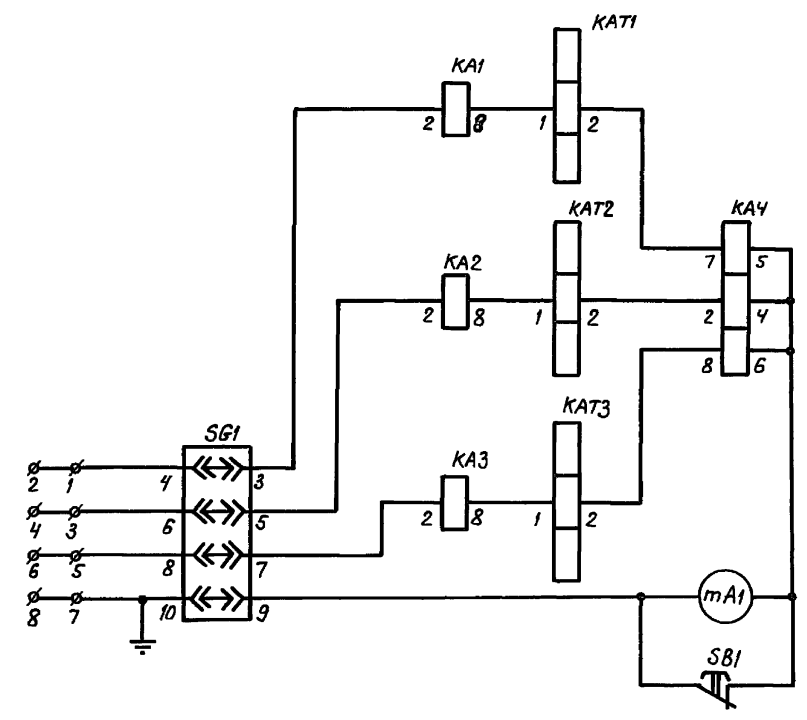 KAT1
KA1
2 8 1 2
KAT2
KA4
KA2
7 5
2 8 1 2 2 4
8 6
KAT3
SG1
KA3
2 1 4 3
2 8 1 2
4 3 6 5
6 5 8 7
8 7 10 9
mA1
SB1